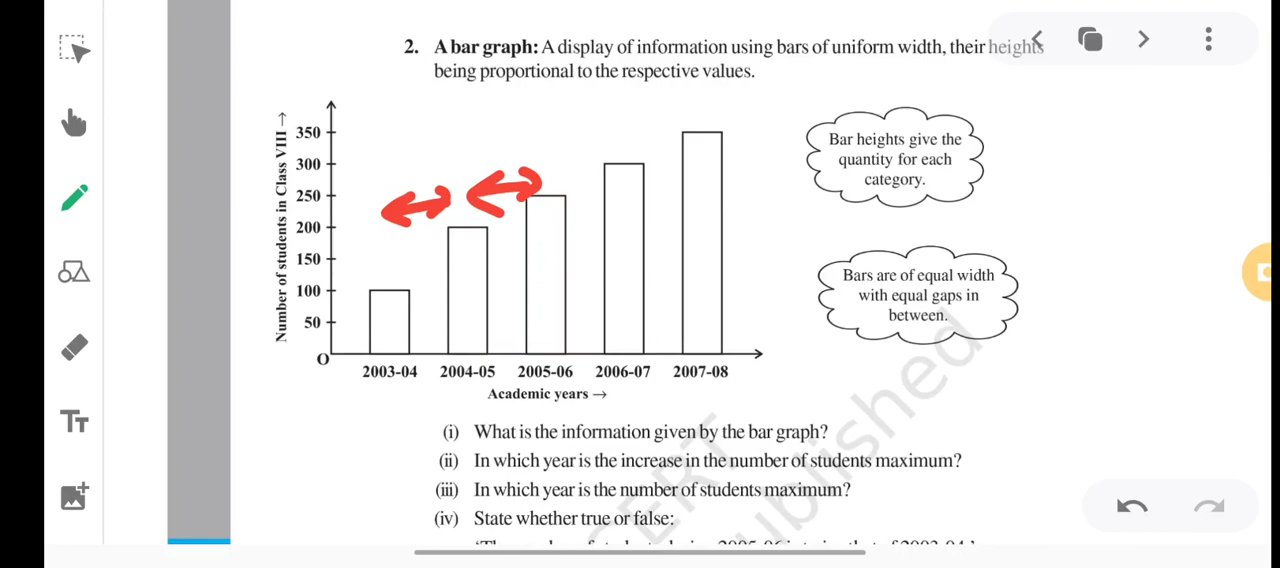 2. A bar graph: A display of information using bars of uniform width, their heights
being proportional to the respective values.
Number of students in Class VIII →
350
300
250
200
150
100
50
O
2003-04 2004-05 2005-06 2006-07 2007-08
Academic years →
Bar heights give the
quantity for each
category.
Bars are of equal width
with equal gaps in
between.
(i) What is the information given by the bar graph?
(ii) In which year is the increase in the number of students maximum?
(iii) In which year is the number of students maximum?
(iv) State whether true or false:
TT